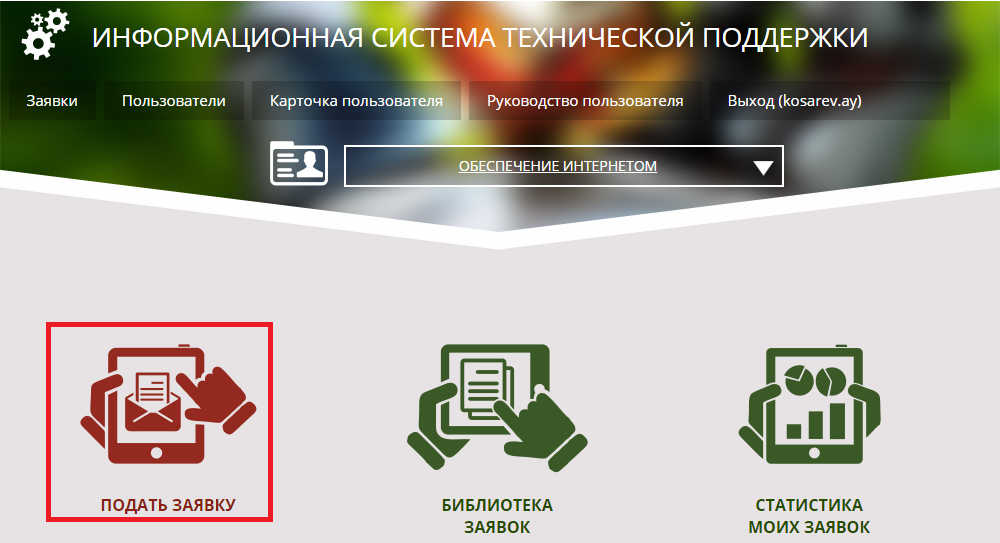 ИНФОРМАЦИОННАЯ СИСТЕМА ТЕХНИЧЕСКОЙ ПОДДЕРЖКИ
Заявки Пользователи Карточка пользователя Руководство пользователя Выход (kosarev.ay)
ОБЕСПЕЧЕНИЕ ИНТЕРНЕТОМ
ПОДАТЬ ЗАЯВКУ
БИБЛИОТЕКА
ЗАЯВОК
СТАТИСТИКА
МОИХ ЗАЯВОК